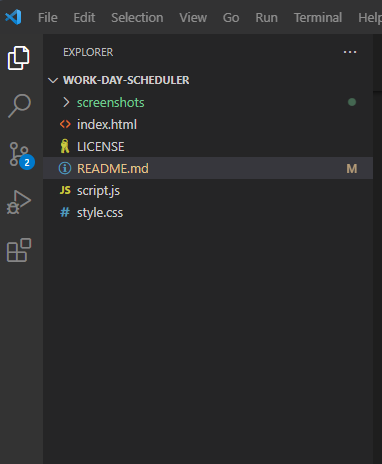 File Edit Selection View Go Run Terminal Help
EXPLORER ...
WORK-DAY-SCHEDULER
screenshots
<> index.html
LICENSE
README.md M
JS script.js
# style.css
2